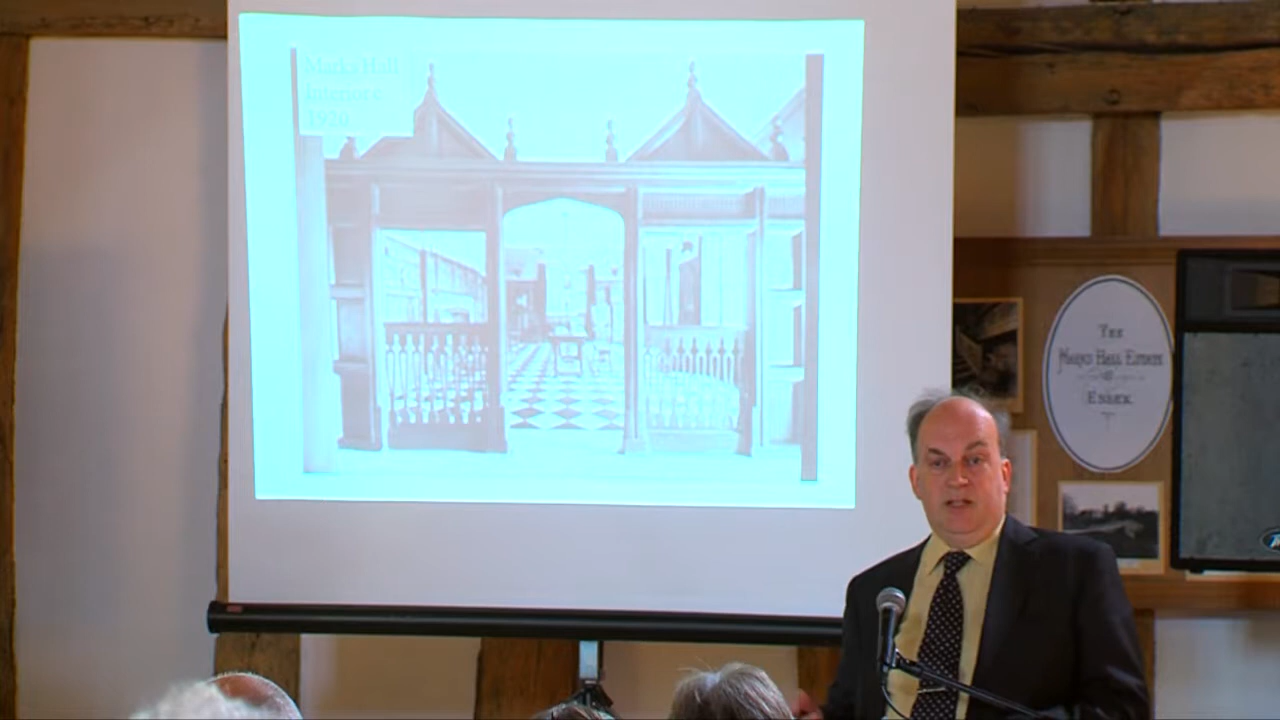 Marks Hall
Interior c
1920
THE
MARKS HALL ESTATE
ESSEX